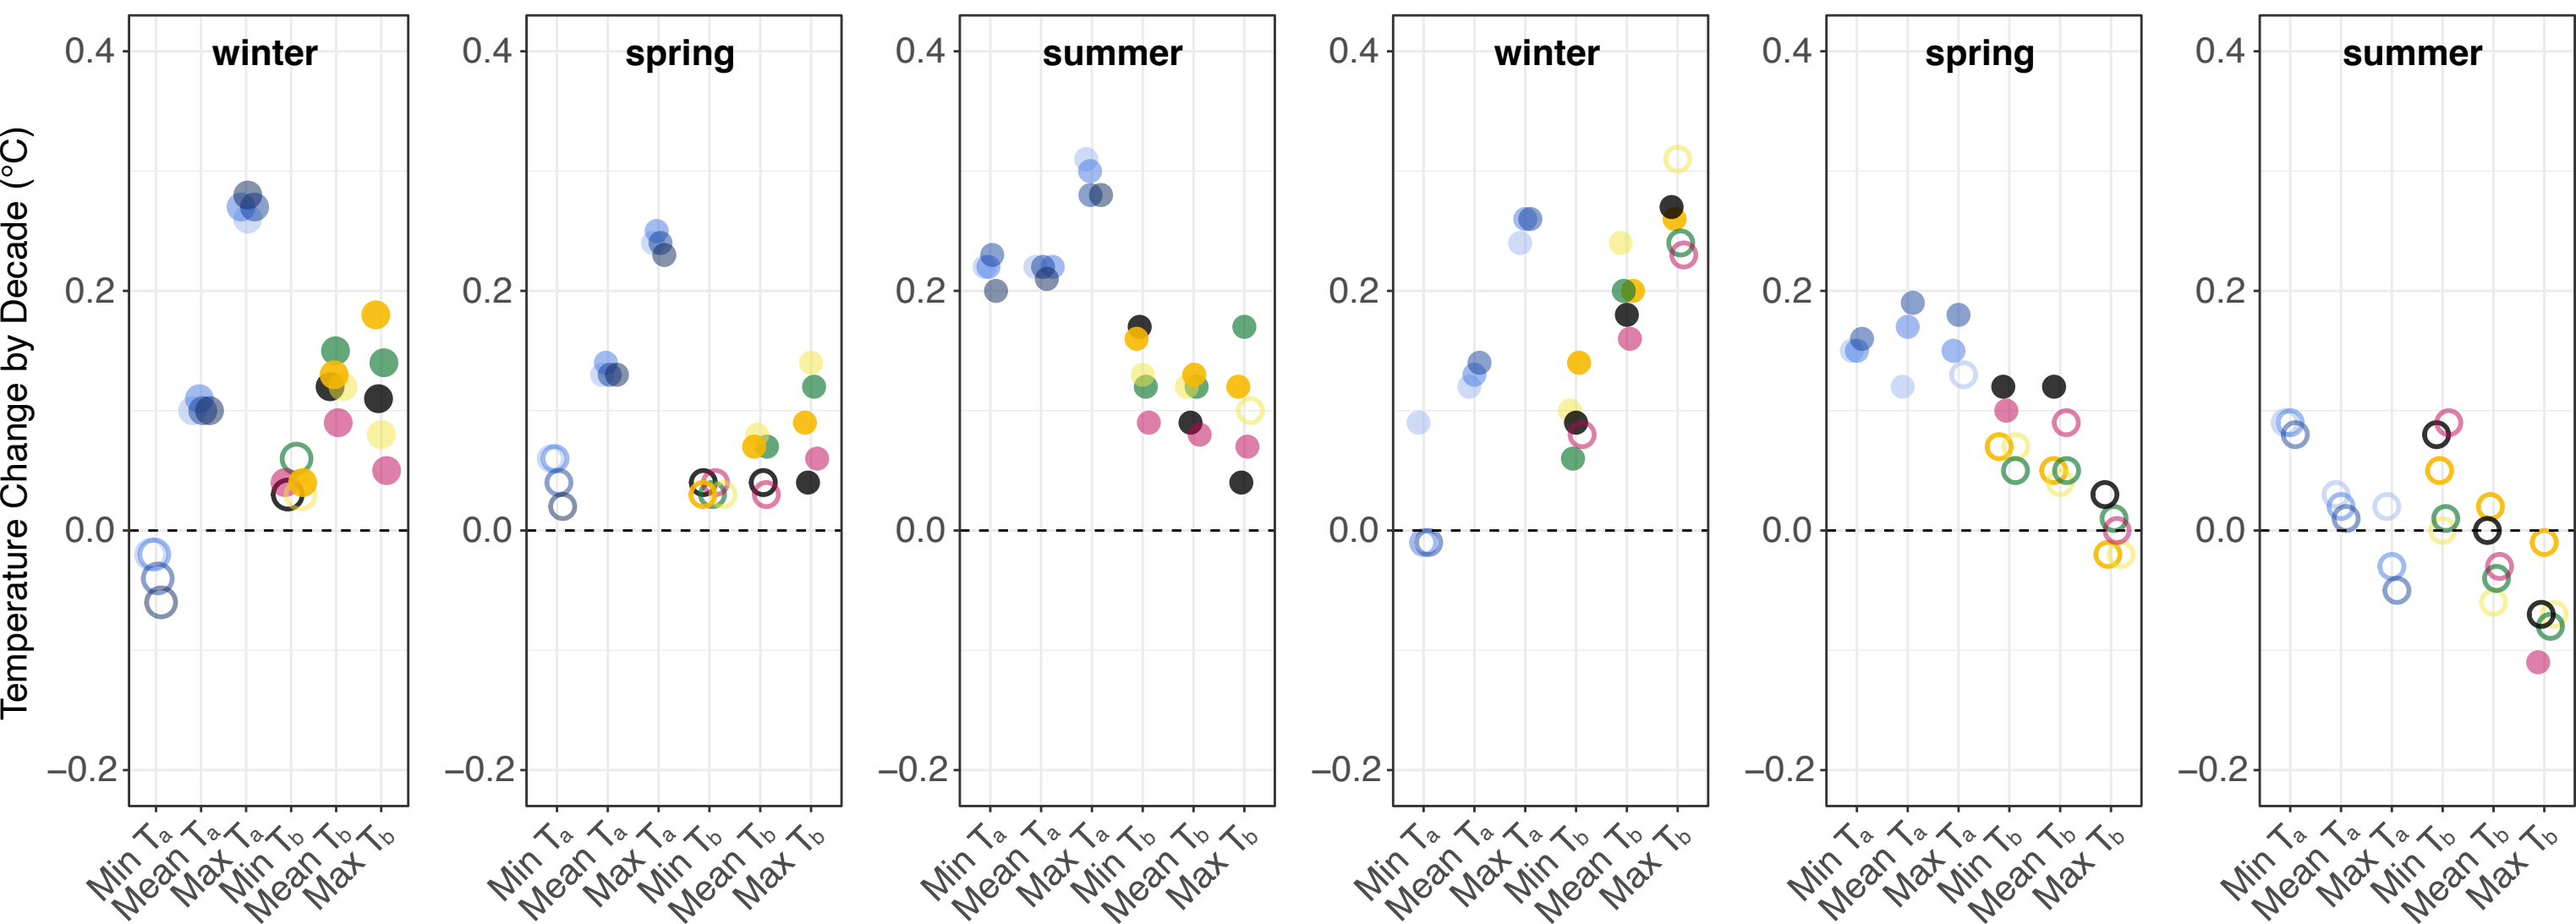 Temperature Change by Decade (°C)
winter
0.4
0.2
0.0
−0.2
Min Ta
Mean Ta
Max Ta
Min Tb
Mean Tb
Max Tb
spring
0.4
0.2
0.0
−0.2
Min Ta
Mean Ta
Max Ta
Min Tb
Mean Tb
Max Tb
summer
0.4
0.2
0.0
−0.2
Min Ta
Mean Ta
Max Ta
Min Tb
Mean Tb
Max Tb
winter
0.4
0.2
0.0
−0.2
Min Ta
Mean Ta
Max Ta
Min Tb
Mean Tb
Max Tb
spring
0.4
0.2
0.0
−0.2
Min Ta
Mean Ta
Max Ta
Min Tb
Mean Tb
Max Tb
summer
0.4
0.2
0.0
−0.2
Min Ta
Mean Ta
Max Ta
Min Tb
Mean Tb
Max Tb